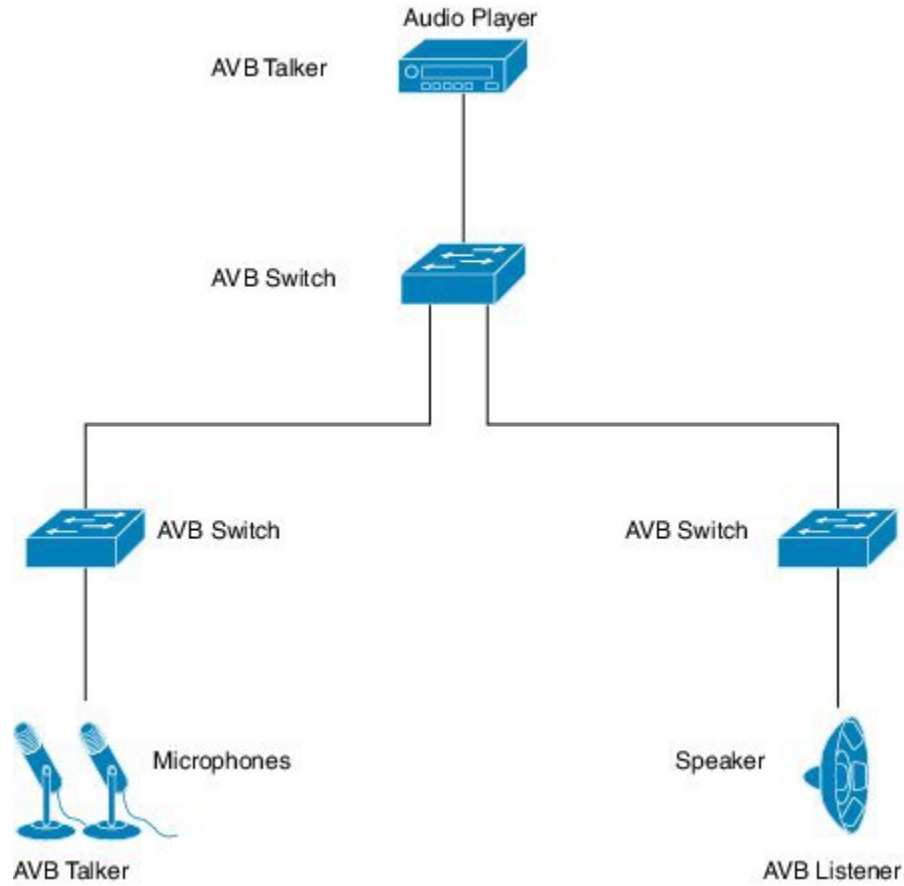 Audio Player
AVB Talker
AVB Switch
AVB Switch
AVB Switch
Microphones
Speaker
AVB Talker
AVB Listener